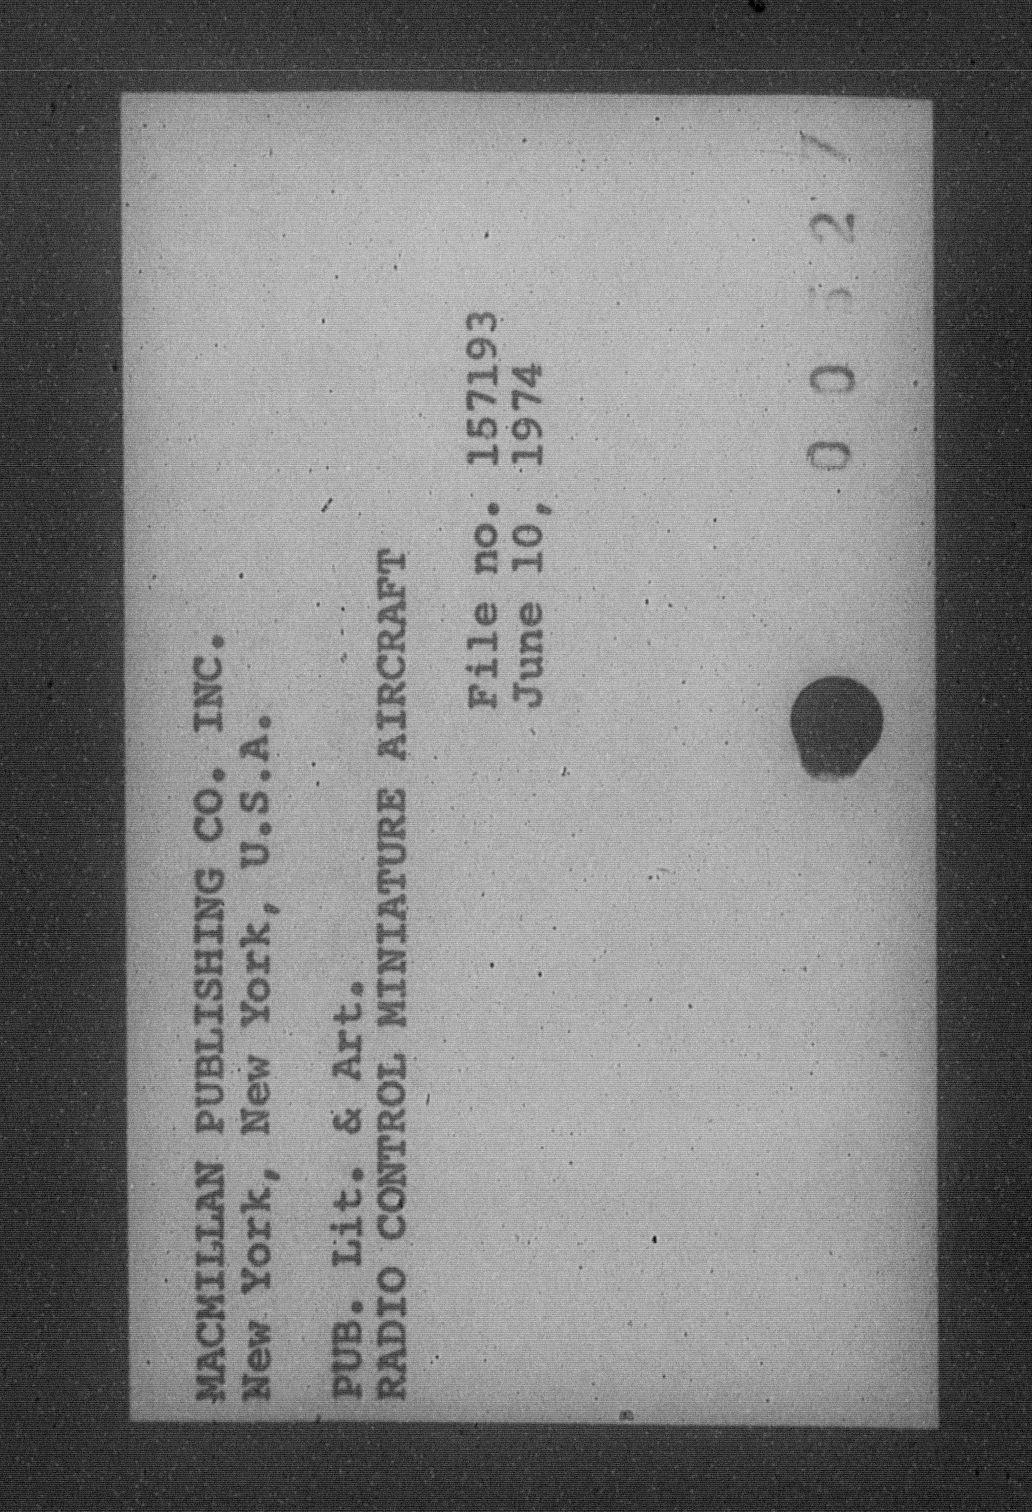 MACMILLAN PUBLISHING CO. INC.
New York, New York, U.S.A.
PUB. Lit. & Art.
RADIO CONTROL MINIATURE AIRCRAFT
File no. 157193
June 10, 1974